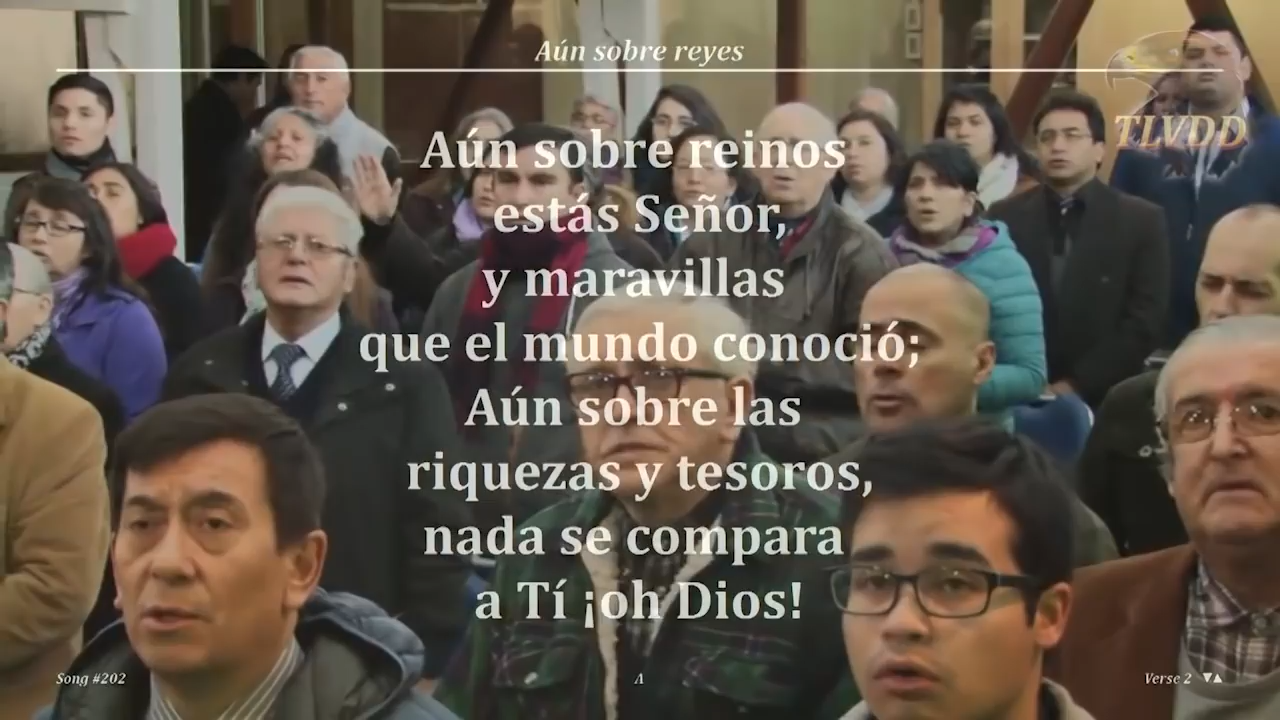 Aún sobre reyes
TLVDD
Aún sobre reinos
estás Señor,
y maravillas
que el mundo conoció;
Aún sobre las
riquezas y tesoros,
nada se compara
a Tí ¡oh Dios!
Song #202
Verse 2 ▼▲